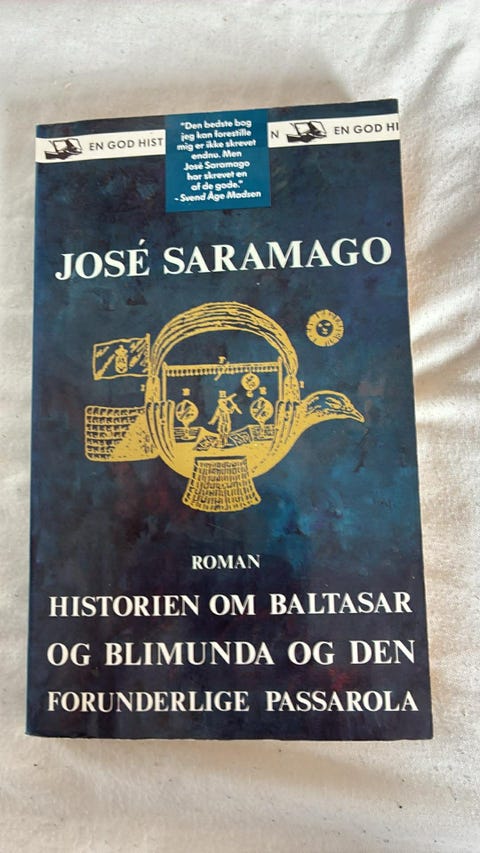 EN GOD HIST
"Den bedste bog
jeg kan forestille
mig er ikke skrevet
endnu. Men
José Saramago
har skrevet en
af de gode."
- Svend Åge Madsen
N
EN GOD HI
JOSÉ SARAMAGO
ROMAN
HISTORIEN OM BALTASAR
OG BLIMUNDA OG DEN
FORUNDERLIGE PASSAROLA